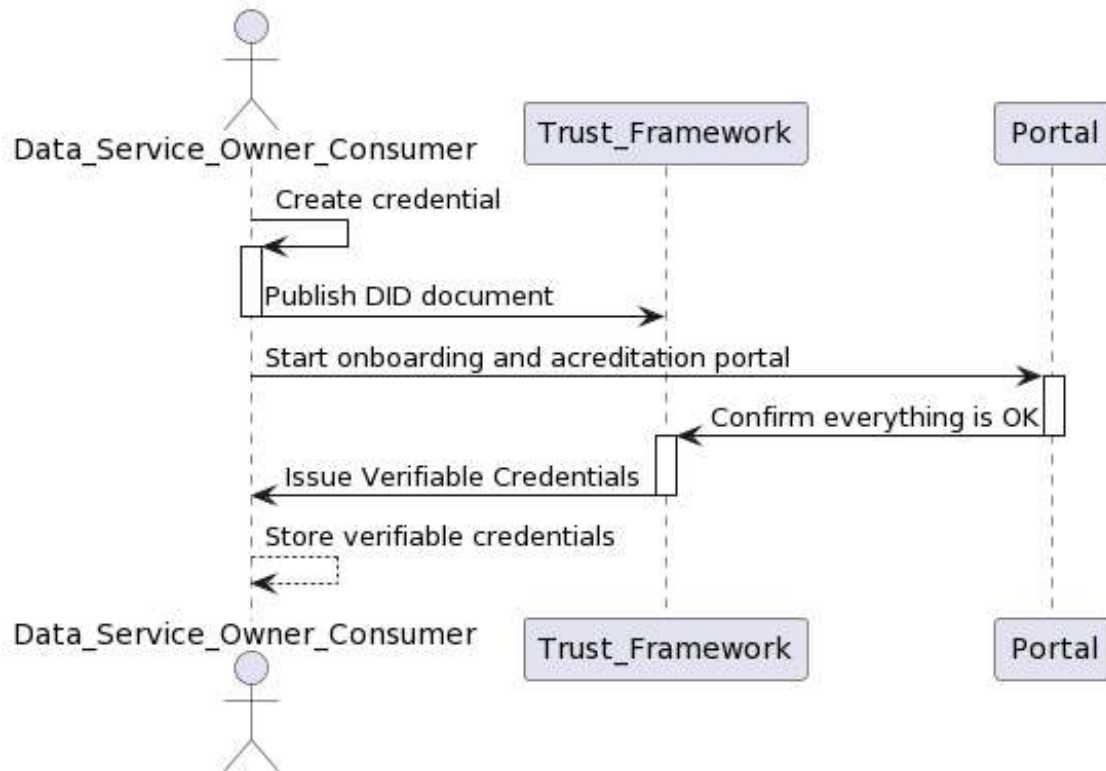 Data_Service_Owner_Consumer
Trust_Framework
Portal
Create credential
Publish DID document
Start onboarding and acreditation portal
Confirm everything is OK
Issue Verifiable Credentials
Store verifiable credentials
Data_Service_Owner_Consumer
Trust_Framework
Portal